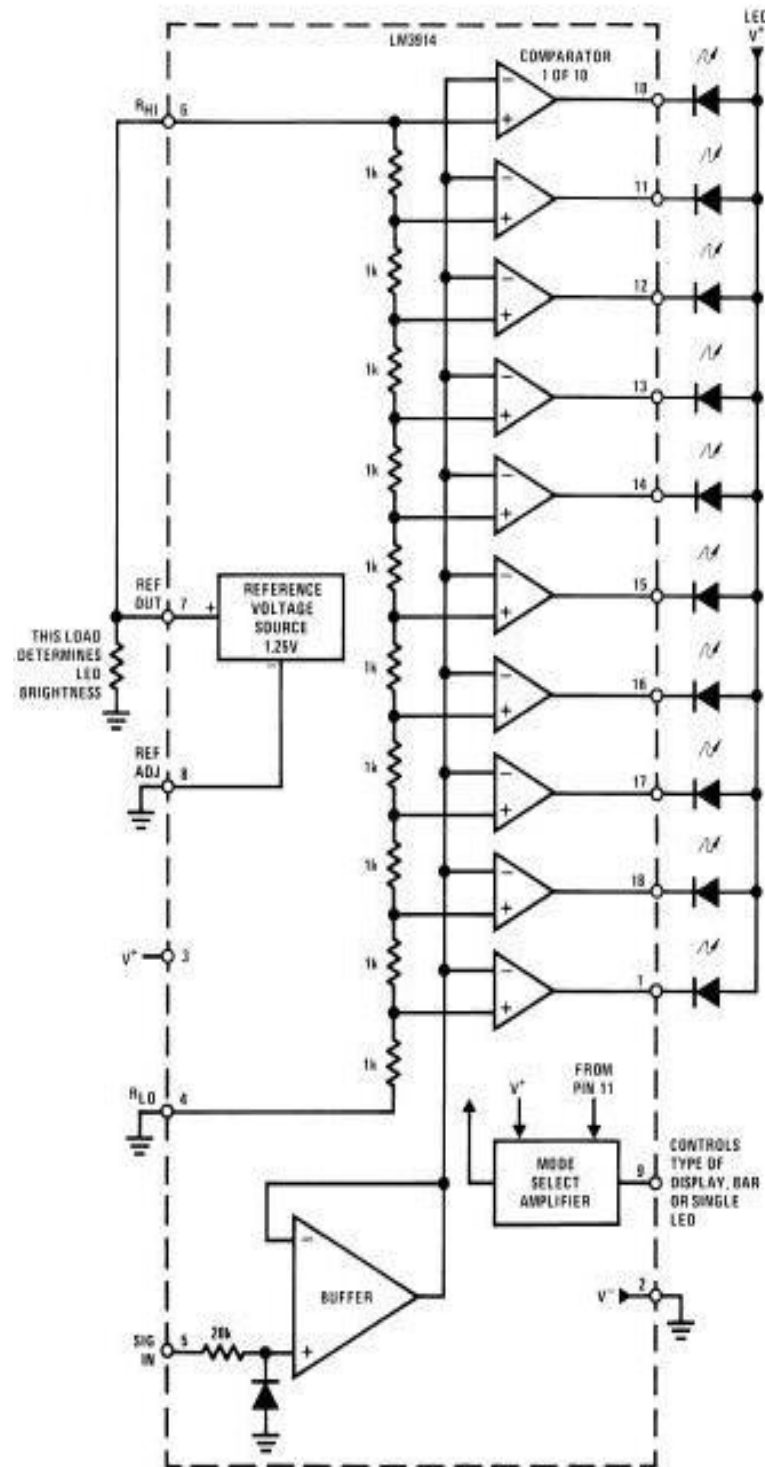 LED
V+
LM3914
COMPARATOR
1 OF 10
RHI
6
10
11
12
13
14
15
16
17
18
1
1k
1k
1k
1k
1k
1k
1k
1k
1k
1k
REF
OUT
7
+
REFERENCE
VOLTAGE
SOURCE
1.25V
−
THIS LOAD
DETERMINES
LED
BRIGHTNESS
REF
ADJ
8
V+
3
RLO
4
V+
FROM
PIN 11
MODE
SELECT
AMPLIFIER
9
CONTROLS
TYPE OF
DISPLAY, BAR
OR SINGLE
LED
BUFFER
−
+
V−
2
SIG
IN
5
20k
−
+
−
+
−
+
−
+
−
+
−
+
−
+
−
+
−
+
−
+